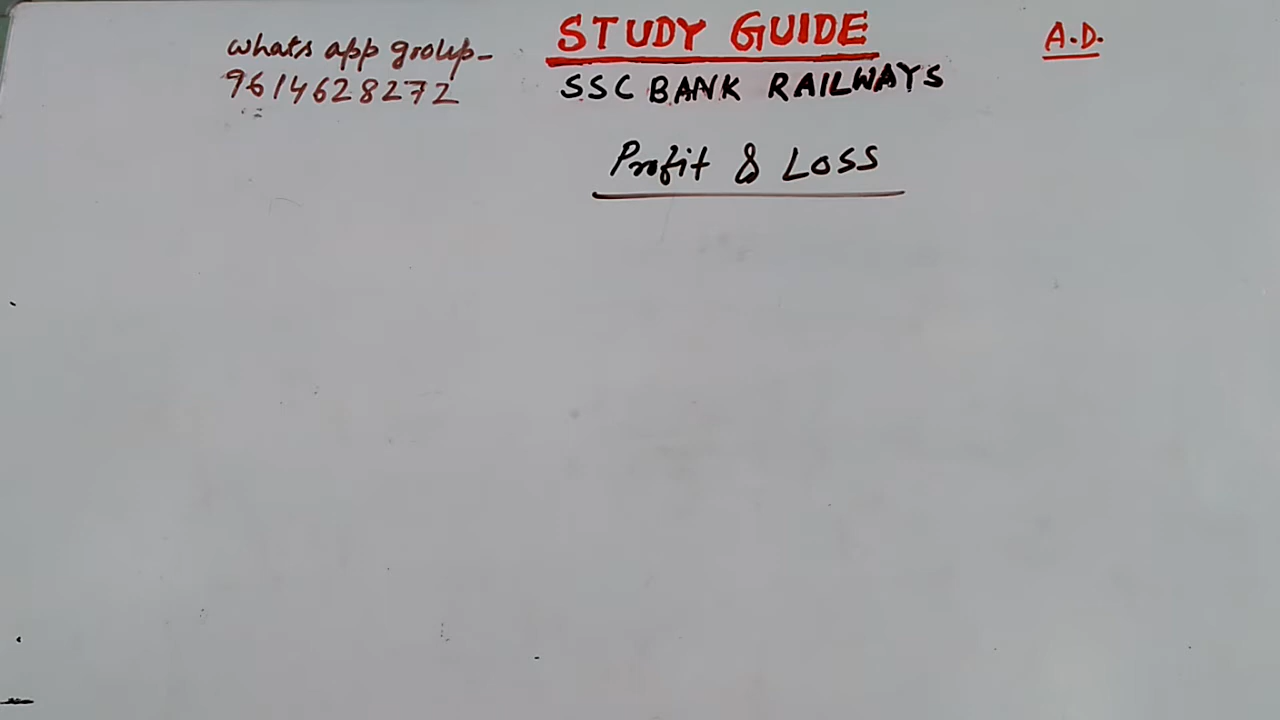 whats app group-
9614628272
STUDY GUIDE
SSC BANK RAILWAYS
A.D.
Profit & Loss